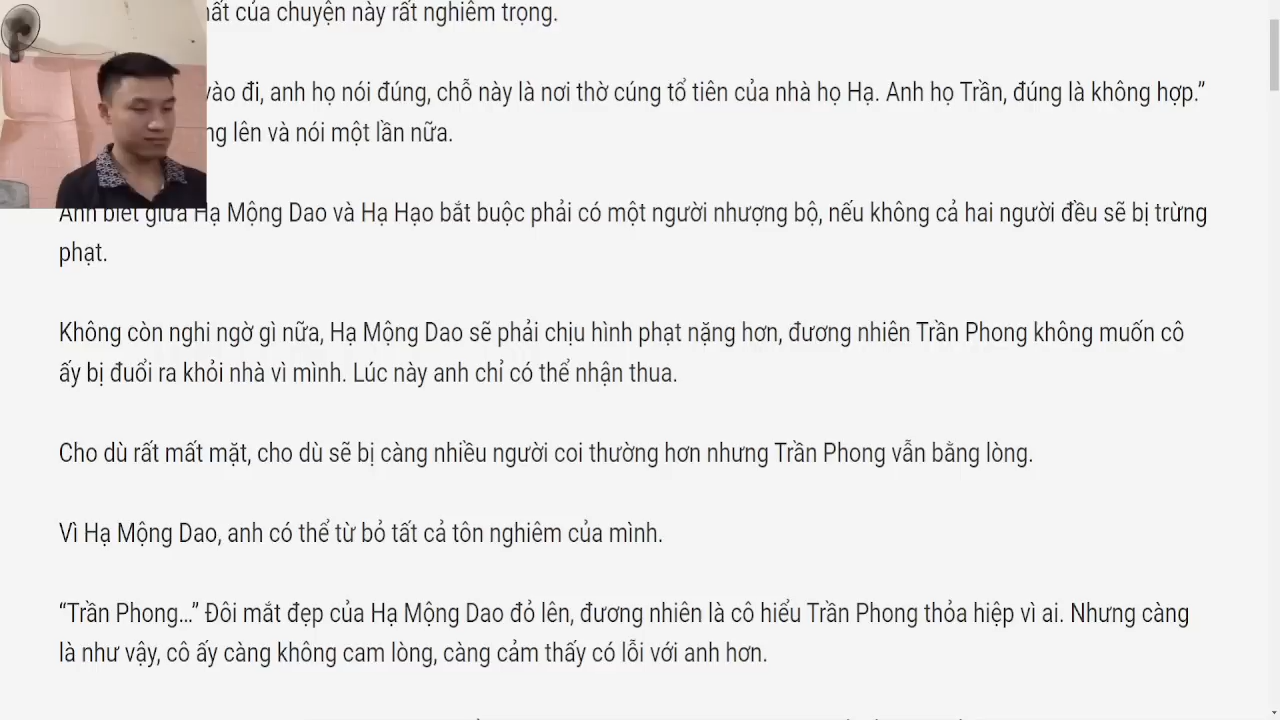 của chuyện này rất nghiêm trọng.
vào đi, anh họ nói đúng, chỗ này là nơi thờ cúng tổ tiên của nhà họ Hạ. Anh họ Trần, đúng là không hợp.”
lên và nói một lần nữa.
Anh biết giữa Hạ Mộng Dao và Hạ Hạo bắt buộc phải có một người nhượng bộ, nếu không cả hai người đều sẽ bị trừng
phạt.
Không còn nghi ngờ gì nữa, Hạ Mộng Dao sẽ phải chịu hình phạt nặng hơn, đương nhiên Trần Phong không muốn cô
ấy bị đuổi ra khỏi nhà vì mình. Lúc này anh chỉ có thể nhận thua.
Cho dù rất mất mặt, cho dù sẽ bị càng nhiều người coi thường hơn nhưng Trần Phong vẫn bằng lòng.
Vì Hạ Mộng Dao, anh có thể từ bỏ tất cả tôn nghiêm của mình.
“Trần Phong...” Đôi mắt đẹp của Hạ Mộng Dao đỏ lên, đương nhiên là cô hiểu Trần Phong thỏa hiệp vì ai. Nhưng càng
là như vậy, cô ấy càng không cam lòng, càng cảm thấy có lỗi với anh hơn.